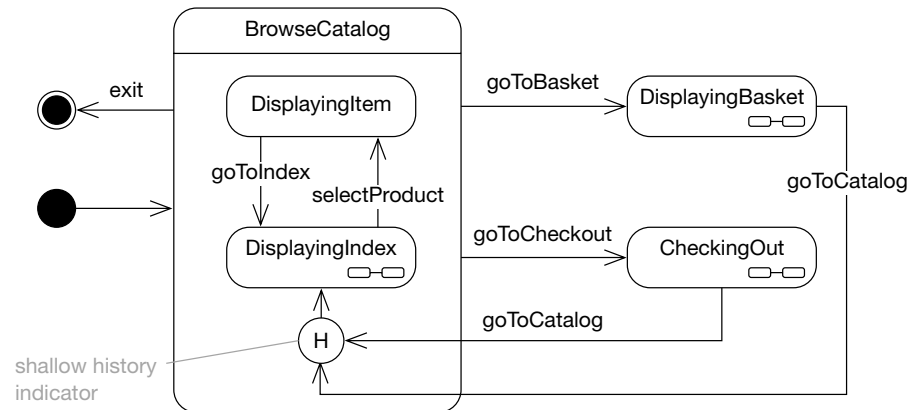 BrowseCatalog
exit
DisplayingItem
goToBasket
DisplayingBasket
goToIndex
selectProduct
goToCatalog
DisplayingIndex
goToCheckout
CheckingOut
goToCatalog
H
shallow history
indicator